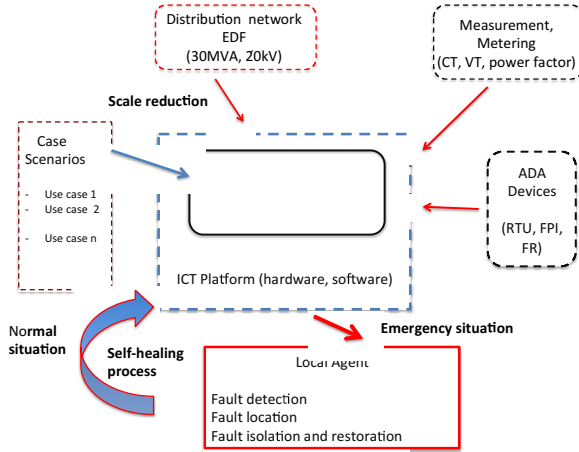 Distribution network
EDF
(30MVA, 20kV)
Measurement,
Metering
(CT, VT, power factor)
Scale reduction
Case
Scenarios
- Use case 1
- Use case 2
- Use case n
ADA
Devices
(RTU, FPI,
FR)
ICT Platform (hardware, software)
Normal
situation
Self-healing
process
Emergency situation
Local Agent
Fault detection
Fault location
Fault isolation and restoration